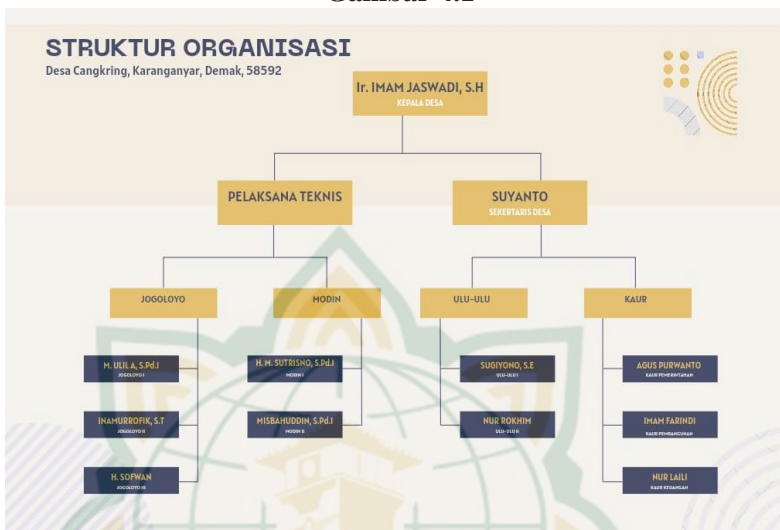 STRUKTUR ORGANISASI
Desa Cangkring, Karanganyar, Demak, 58592
Ir. IMAM JASWADI, S.H
KEPALA DESA
PELAKSANA TEKNIS
SUYANTO
SEKERTARIS DESA
JOGOLOYO
MODIN
ULU-ULU
KAUR
M. ULIL A, S.Pd.I
JOGOLOYO I
H. M. SUTRISNO, S.Pd.I
MODIN I
SUGIYONO, S.E
ULU-ULU I
AGUS PURWANTO
KAUR PEMERINTAHAN
INAMURROFIK, S.T
JOGOLOYO II
MISBAHUDDIN, S.Pd.I
MODIN II
NUR ROKHIM
ULU-ULU II
IMAM FARINDI
KAUR PEMBANGUNAN
H. SOFWAN
JOGOLOYO III
NUR LAILI
KAUR KEUANGAN